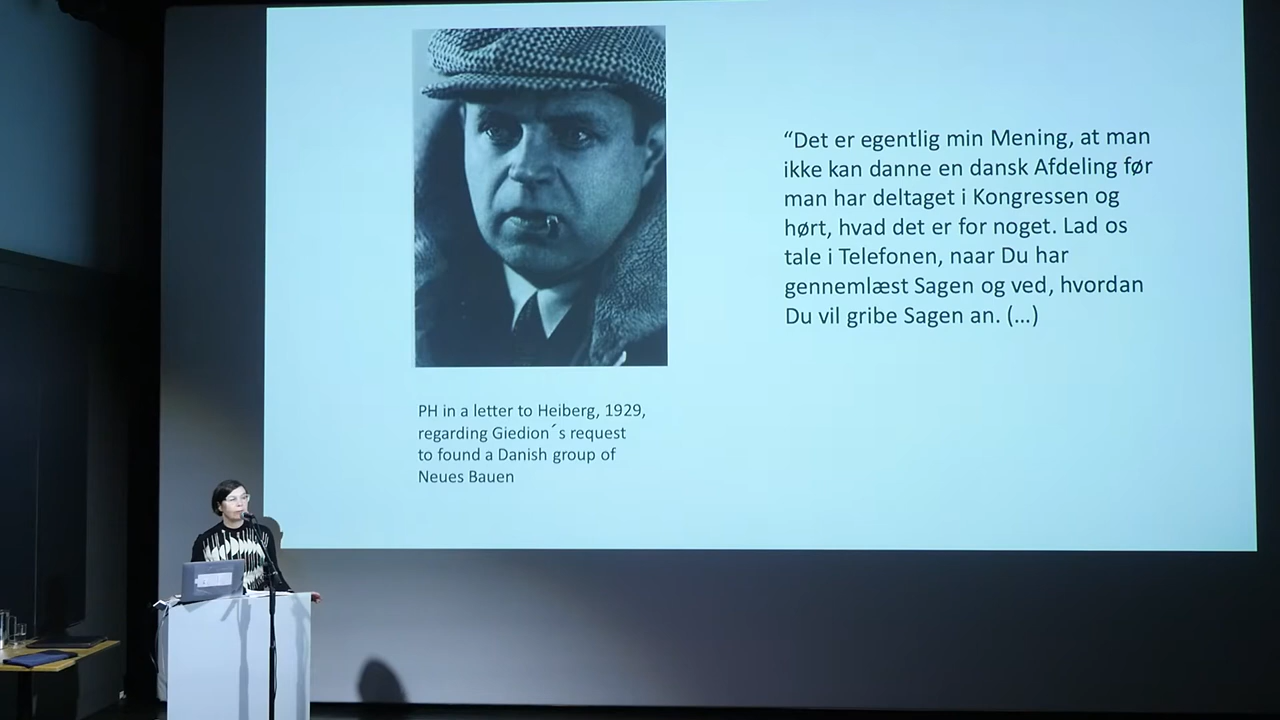 “Det er egentlig min Mening, at man
ikke kan danne en dansk Afdeling før
man har deltaget i Kongressen og
hørt, hvad det er for noget. Lad os
tale i Telefonen, naar Du har
gennemlæst Sagen og ved, hvordan
Du vil gribe Sagen an. (…)
PH in a letter to Heiberg, 1929,
regarding Giedion´s request
to found a Danish group of
Neues Bauen